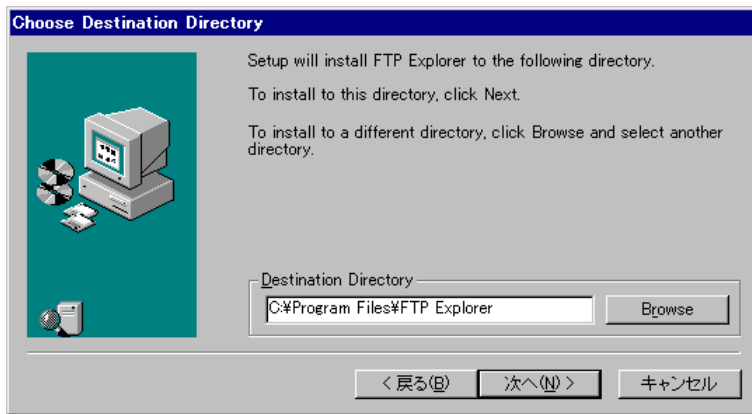 Choose Destination Directory
Setup will install FTP Explorer to the following directory.
To install to this directory, click Next.
To install to a different directory, click Browse and select another
directory.
Destination Directory
C:¥Program Files¥FTP Explorer
Browse
< 戻る(B)
次へ(N) >
キャンセル